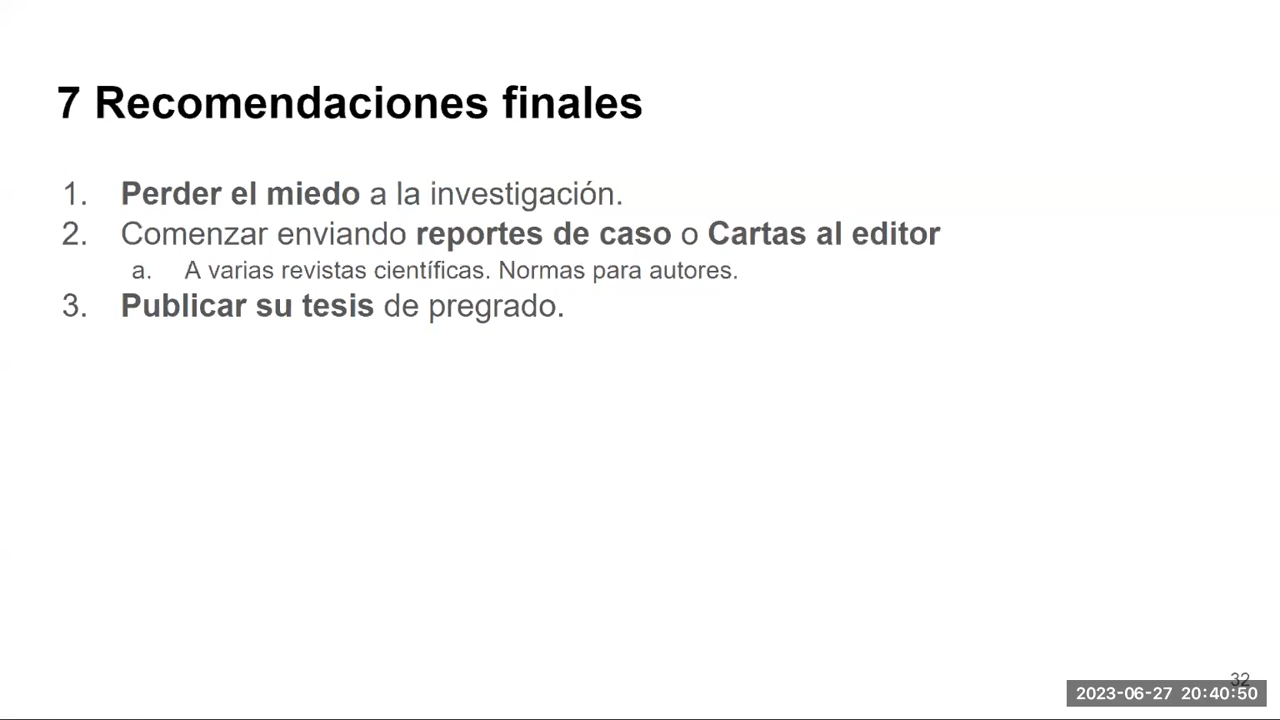 7 Recomendaciones finales
1. Perder el miedo a la investigación.
2. Comenzar enviando reportes de caso o Cartas al editor
a. A varias revistas científicas. Normas para autores.
3. Publicar su tesis de pregrado.
32
2023-06-27 20:40:50